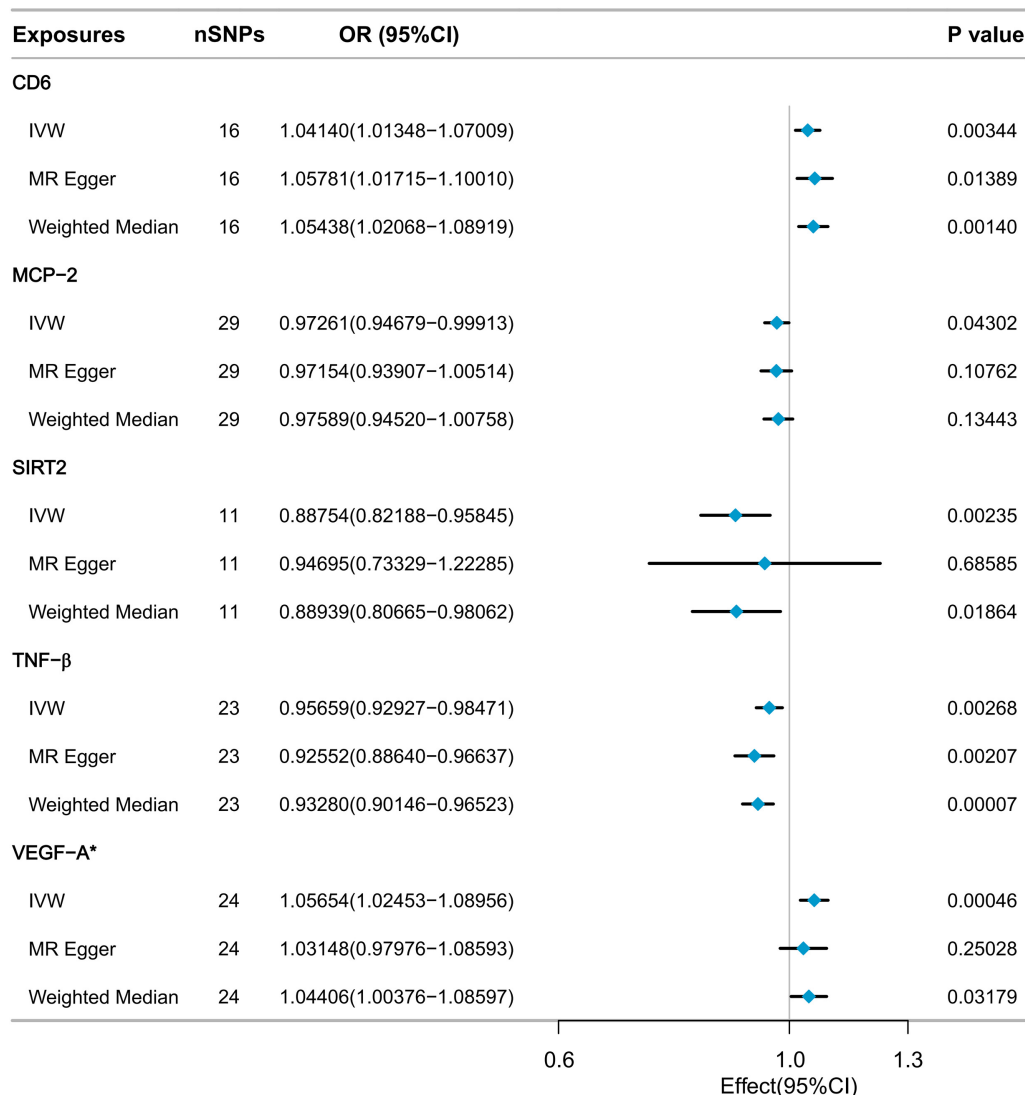 Exposures nSNPs OR (95%CI) P value
CD6
IVW 16 1.04140(1.01348−1.07009) 0.00344
MR Egger 16 1.05781(1.01715−1.10010) 0.01389
Weighted Median 16 1.05438(1.02068−1.08919) 0.00140
MCP−2
IVW 29 0.97261(0.94679−0.99913) 0.04302
MR Egger 29 0.97154(0.93907−1.00514) 0.10762
Weighted Median 29 0.97589(0.94520−1.00758) 0.13443
SIRT2
IVW 11 0.88754(0.82188−0.95845) 0.00235
MR Egger 11 0.94695(0.73329−1.22285) 0.68585
Weighted Median 11 0.88939(0.80665−0.98062) 0.01864
TNF−β
IVW 23 0.95659(0.92927−0.98471) 0.00268
MR Egger 23 0.92552(0.88640−0.96637) 0.00207
Weighted Median 23 0.93280(0.90146−0.96523) 0.00007
VEGF−A*
IVW 24 1.05654(1.02453−1.08956) 0.00046
MR Egger 24 1.03148(0.97976−1.08593) 0.25028
Weighted Median 24 1.04406(1.00376−1.08597) 0.03179
0.6 1.0 1.3
Effect(95%CI)